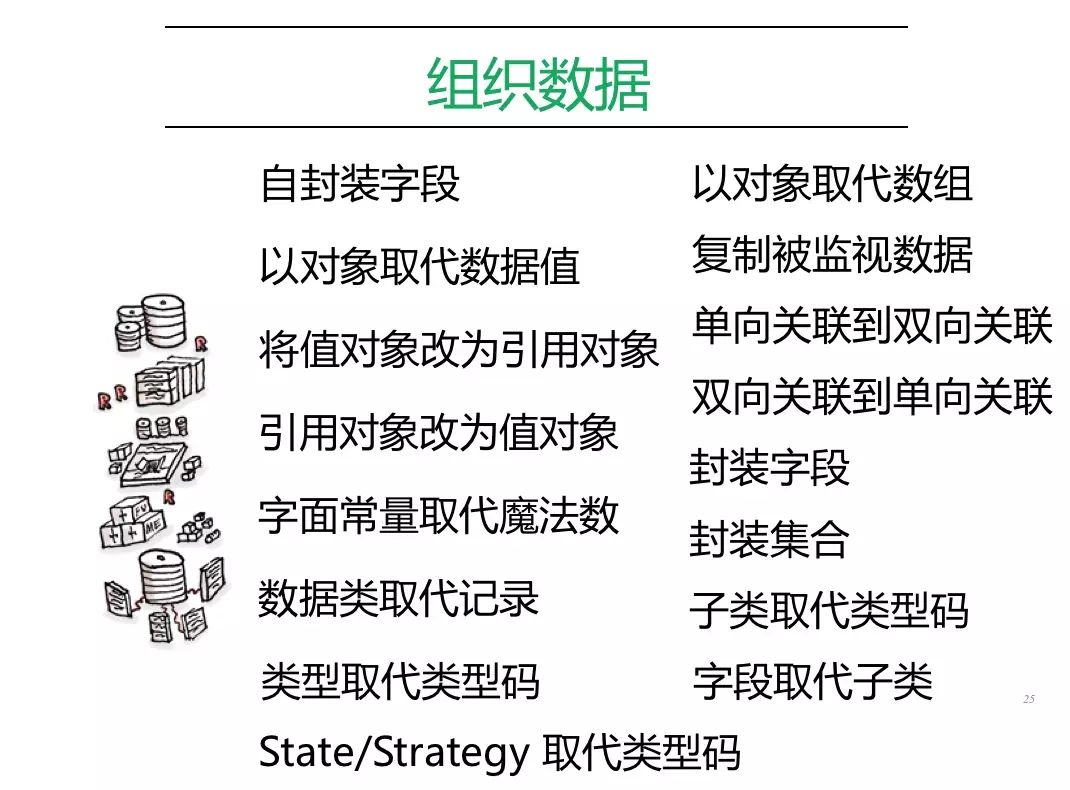 组织数据
自封装字段
以对象取代数据值
将值对象改为引用对象
引用对象改为值对象
字面常量取代魔法数
数据类取代记录
类型取代类型码
State/Strategy 取代类型码
以对象取代数组
复制被监视数据
单向关联到双向关联
双向关联到单向关联
封装字段
封装集合
子类取代类型码
字段取代子类
R
R R
R
FU
ME
25